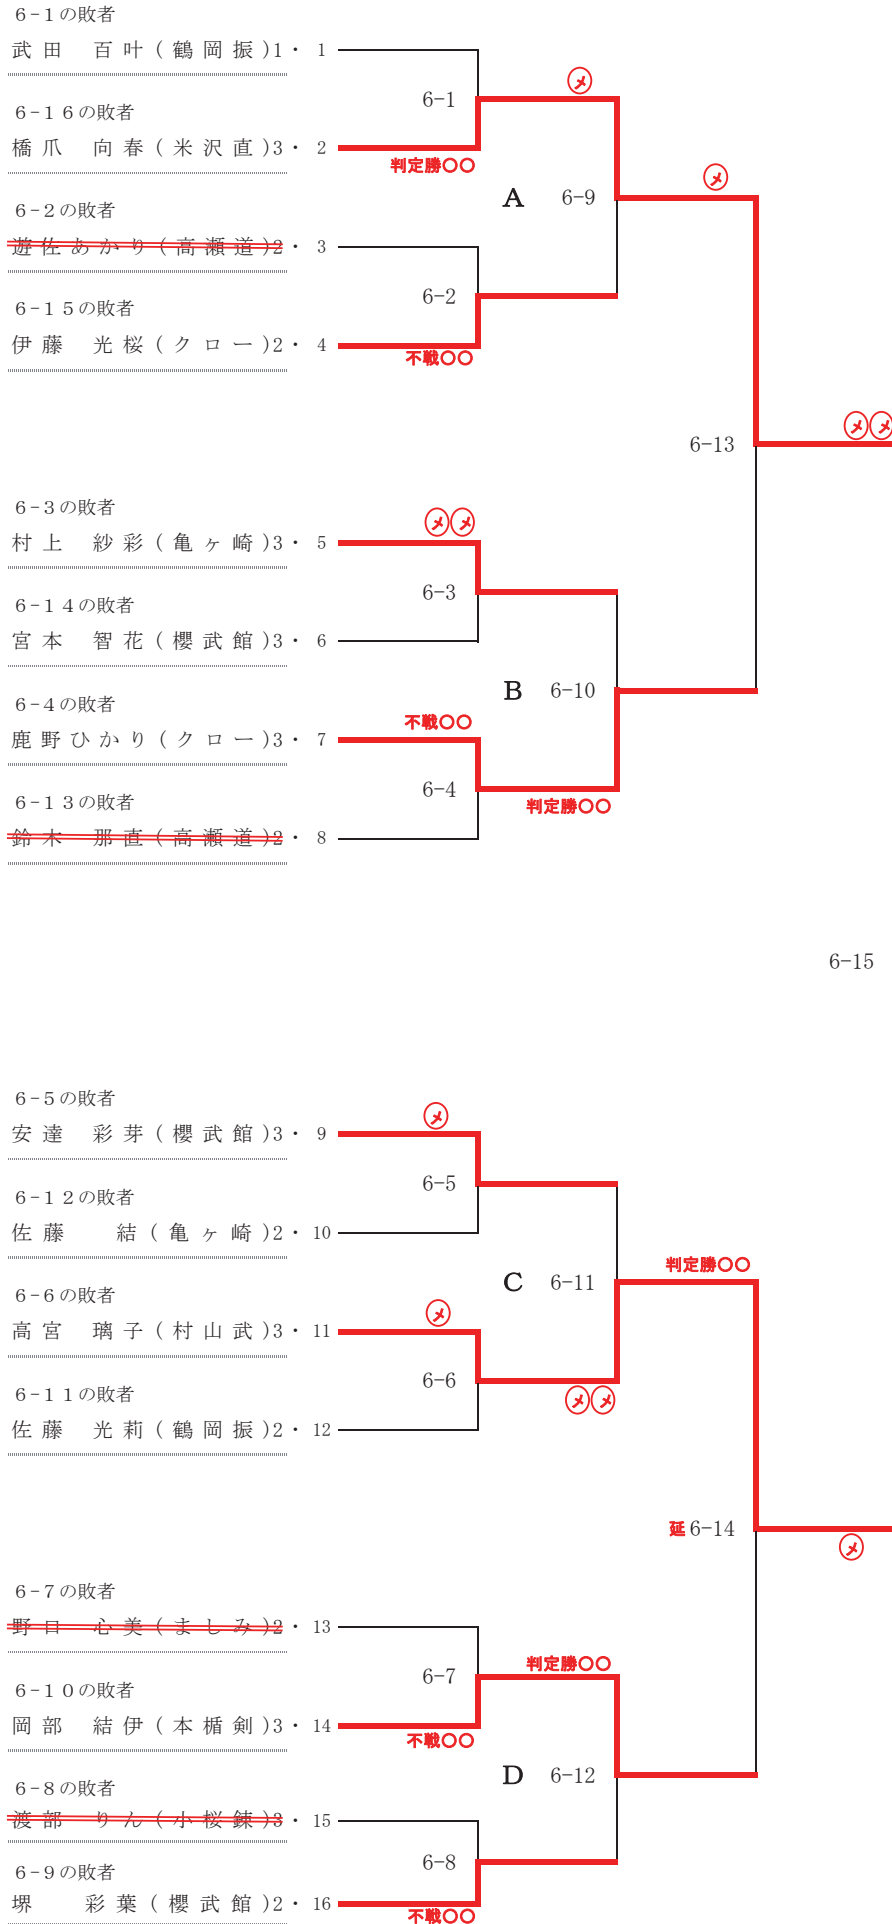 ６−１の敗者
武田　百叶(鶴岡振)1・ 1
6−1
メ
６−１６の敗者
橋爪　向春(米沢直)3・ 2
判定勝〇〇
A 6−9
メ
６−２の敗者
遊佐あかり(高瀬道)2・ 3
6−2
６−１５の敗者
伊藤　光桜(クロー)2・ 4
不戦〇〇
6−13
メメ
６−３の敗者
村上　紗彩(亀ヶ崎)3・ 5
メメ
6−3
６−１４の敗者
宮本　智花(櫻武館)3・ 6
B 6−10
６−４の敗者
鹿野ひかり(クロー)3・ 7
不戦〇〇
6−4
判定勝〇〇
６−１３の敗者
鈴木　那直(高瀬道)2・ 8
6−15
６−５の敗者
安達　彩芽(櫻武館)3・ 9
メ
6−5
６−１２の敗者
佐藤　　結(亀ヶ崎)2・ 10
C 6−11
判定勝〇〇
６−６の敗者
高宮　璃子(村山武)3・ 11
メ
6−6
メメ
６−１１の敗者
佐藤　光莉(鶴岡振)2・ 12
延 6−14
メ
６−７の敗者
野口　心美(ましみ)2・ 13
6−7
判定勝〇〇
６−１０の敗者
岡部　結伊(本楯剣)3・ 14
不戦〇〇
D 6−12
６−８の敗者
渡部　りん(小桜錬)3・ 15
6−8
６−９の敗者
堺　　彩葉(櫻武館)2・ 16
不戦〇〇